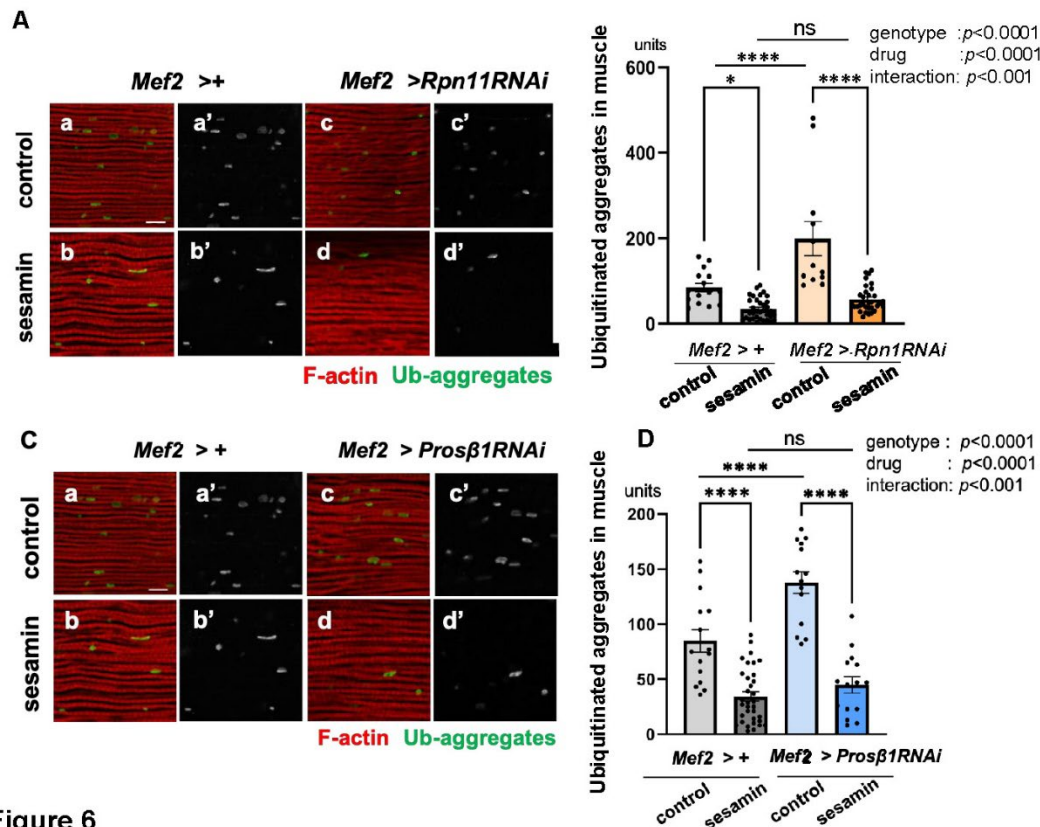 A
Mef2 >+ Mef2 >Rpn11RNAi
control
a a’ c c’
sesamin
b b’ d d’
F-actin Ub-aggregates
ns
genotype :p<0.0001
drug :p<0.0001
interaction: p<0.001
units
****
* ****
Ubiquitinated aggregates in muscle
600
400
200
0
Mef2 >+ Mef2 >.Rpn1RNAi
control sesamin control sesamin
C
Mef2 >+ Mef2 > Prosβ1RNAi
control
a a’ c c’
sesamin
b b’ d d’
F-actin Ub-aggregates
D
ns
genotype : p<0.0001
drug : p<0.0001
interaction: p<0.001
units
****
**** ****
Ubiquitinated aggregates in muscle
200
150
100
50
0
Mef2 >+ Mef2 > Prosβ1RNAi
control sesamin control sesamin
igure 6